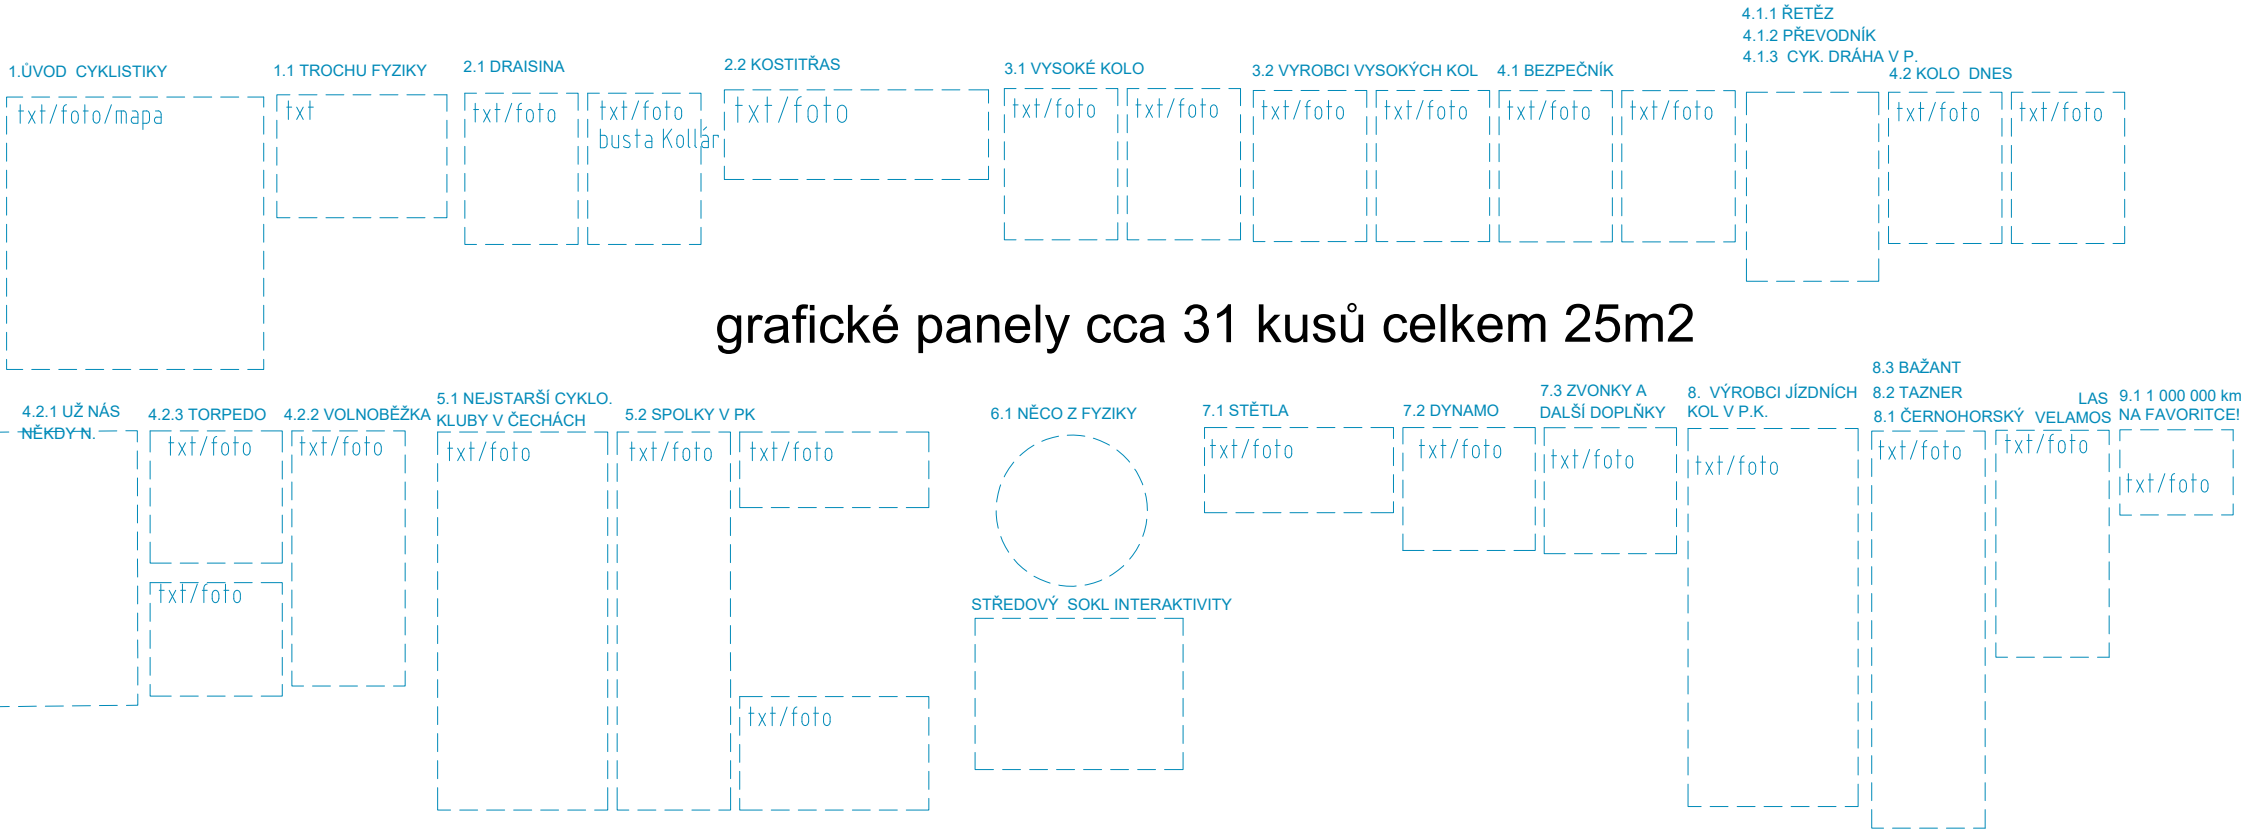 1.ŮVOD  CYKLISTIKY
txt/foto/mapa
1.1 TROCHU FYZIKY
txt
2.1 DRAISINA
txt/foto
txt/foto
busta Kollár
2.2 KOSTITŘAS
txt/foto
3.1 VYSOKÉ KOLO
txt/foto
txt/foto
3.2 VYROBCI VYSOKÝCH KOL
txt/foto
txt/foto
4.1 BEZPEČNÍK
txt/foto
txt/foto
4.1.1 ŘETĚZ
4.1.2 PŘEVODNÍK
4.1.3  CYK. DRÁHA V P.
4.2 KOLO  DNES
txt/foto
txt/foto
grafické panely cca 31 kusů celkem 25m2
4.2.1 UŽ NÁS
NĚKDY N.
4.2.3 TORPEDO
txt/foto
txt/foto
4.2.2 VOLNOBĚŽKA
txt/foto
5.1 NEJSTARŠÍ CYKLO.
KLUBY V ČECHÁCH
txt/foto
5.2 SPOLKY V PK
txt/foto
txt/foto
txt/foto
6.1 NĚCO Z FYZIKY
STŘEDOVÝ  SOKL INTERAKTIVITY
7.1 STĚTLA
txt/foto
7.2 DYNAMO
txt/foto
7.3 ZVONKY A
DALŠÍ DOPLŇKY
txt/foto
8.  VÝROBCI JÍZDNÍCH
KOL V P.K.
txt/foto
8.3 BAŽANT
8.2 TAZNER
8.1 ČERNOHORSKÝ
txt/foto
LAS
VELAMOS
txt/foto
9.1 1 000 000 km
NA FAVORITCE!
txt/foto